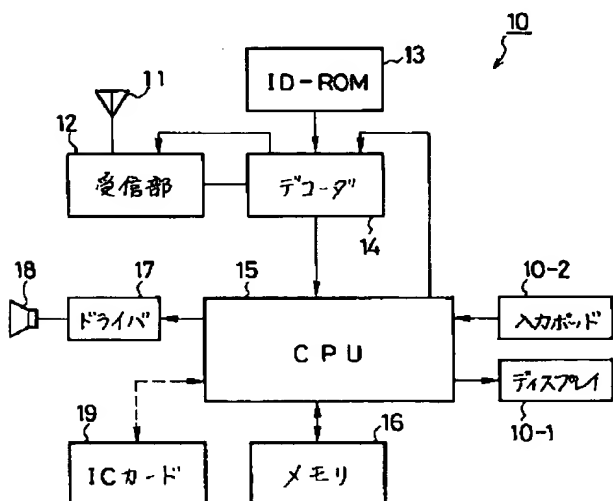 10
13
ID-ROM
11
12
受信部
デコーダ
14
18
17
ドライバ
15
CPU
10-2
入力ボード
ディスプレイ
10-1
19
ICカード
16
メモリ